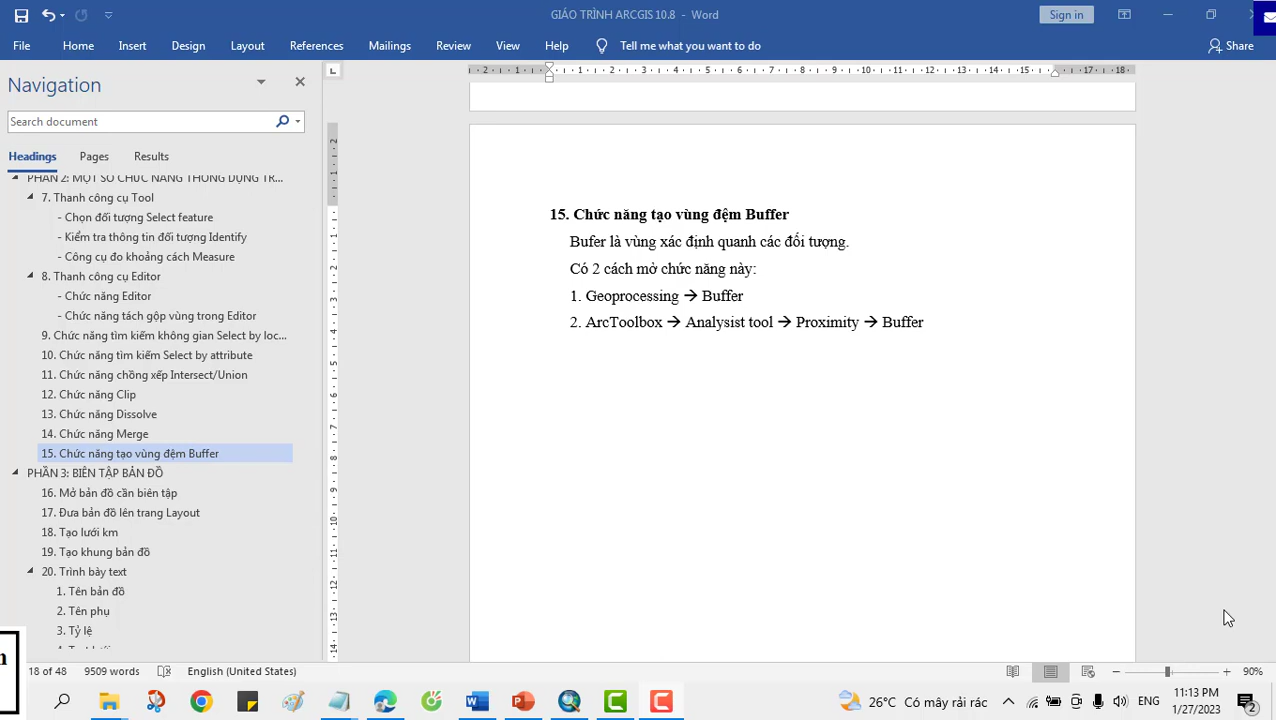 GIÁO TRÌNH ARCGIS 10.8 - Word
Sign in
File Home Insert Design Layout References Mailings Review View Help Tell me what you want to do Share
Navigation
Search document
Headings Pages Results
PHẦN 2: MỘT SỐ CHỨC NĂNG THÔNG DỤNG TR...
7. Thanh công cụ Tool
- Chọn đối tượng Select feature
- Kiểm tra thông tin đối tượng Identify
- Công cụ đo khoảng cách Measure
8. Thanh công cụ Editor
- Chức năng Editor
- Chức năng tách gộp vùng trong Editor
9. Chức năng tìm kiếm không gian Select by loc...
10. Chức năng tìm kiếm Select by attribute
11. Chức năng chồng xếp Intersect/Union
12. Chức năng Clip
13. Chức năng Dissolve
14. Chức năng Merge
15. Chức năng tạo vùng đệm Buffer
PHẦN 3: BIÊN TẬP BẢN ĐỒ
16. Mở bản đồ cần biên tập
17. Đưa bản đồ lên trang Layout
18. Tạo lưới km
19. Tạo khung bản đồ
20. Trình bày text
1. Tên bản đồ
2. Tên phụ
3. Tỷ lệ
15. Chức năng tạo vùng đệm Buffer
Bufer là vùng xác định quanh các đối tượng.
Có 2 cách mở chức năng này:
1. Geoprocessing → Buffer
2. ArcToolbox → Analysist tool → Proximity → Buffer
18 of 48 9509 words English (United States) 90%
26°C Có mây rải rác ENG 11:13 PM
1/27/2023